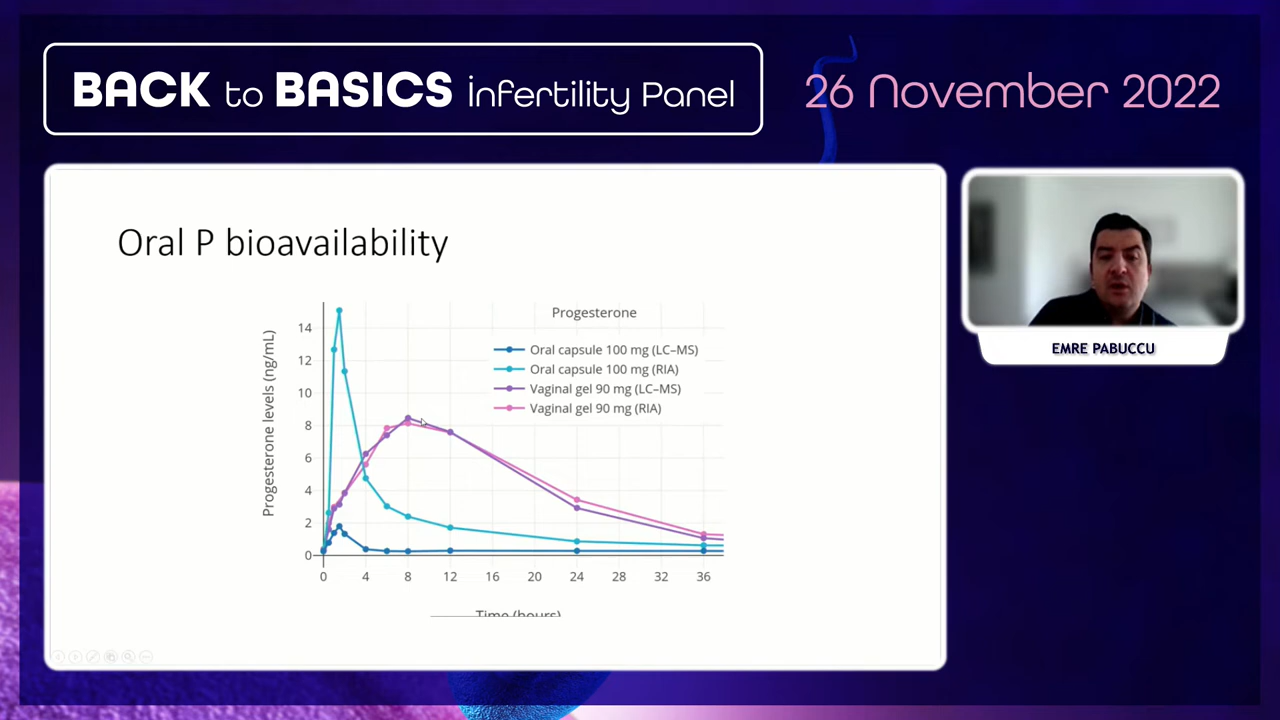 BACK to BASICS infertility Panel
26 November 2022
Oral P bioavailability
EMRE PABUCCU
Progesterone
Oral capsule 100 mg (LC–MS)
Oral capsule 100 mg (RIA)
Vaginal gel 90 mg (LC–MS)
Vaginal gel 90 mg (RIA)
Progesterone levels (ng/mL)
14
12
10
8
6
4
2
0
0 4 8 12 16 20 24 28 32 36
Time (hours)